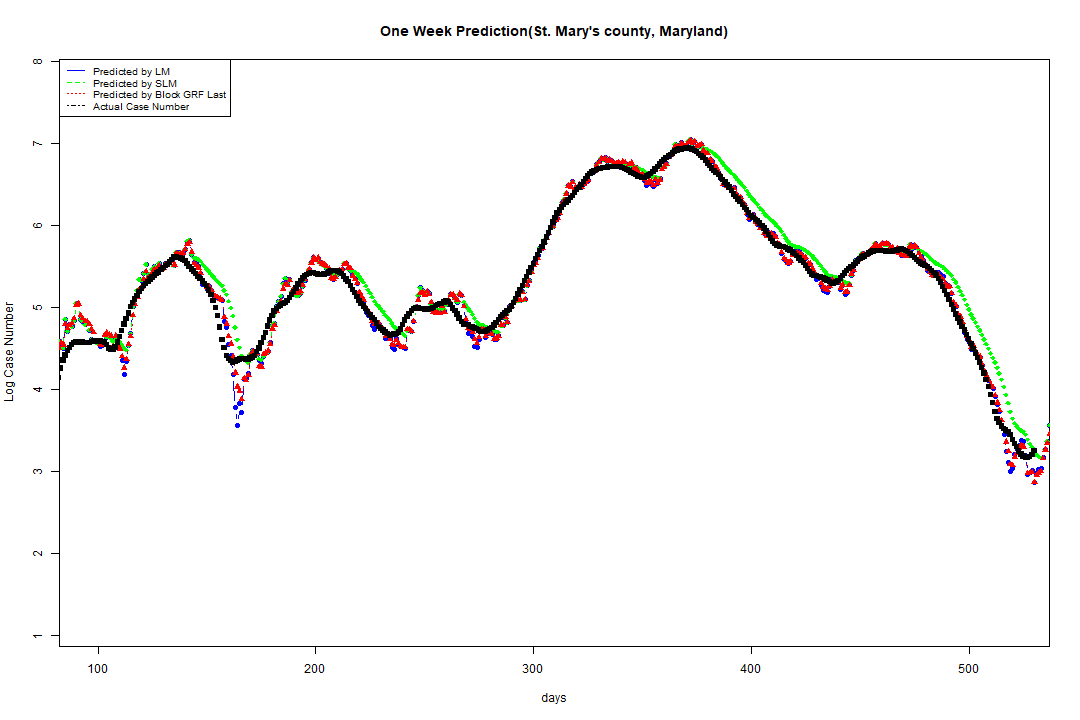 One Week Prediction(St. Mary's county, Maryland)
Predicted by LM
Predicted by SLM
Predicted by Block GRF Last
Actual Case Number
8
7
6
5
4
3
2
1
Log Case Number
100 200 300 400 500
days